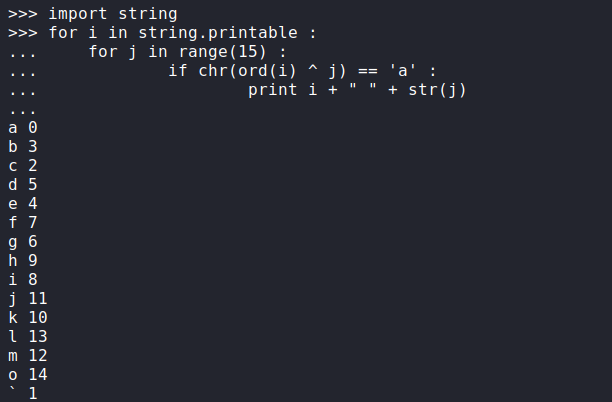 >>> import string
>>> for i in string.printable :
...     for j in range(15) :
...             if chr(ord(i) ^ j) == 'a' :
...                     print i + " " + str(j)
...
a 0
b 3
c 2
d 5
e 4
f 7
g 6
h 9
i 8
j 11
k 10
l 13
m 12
o 14
` 1